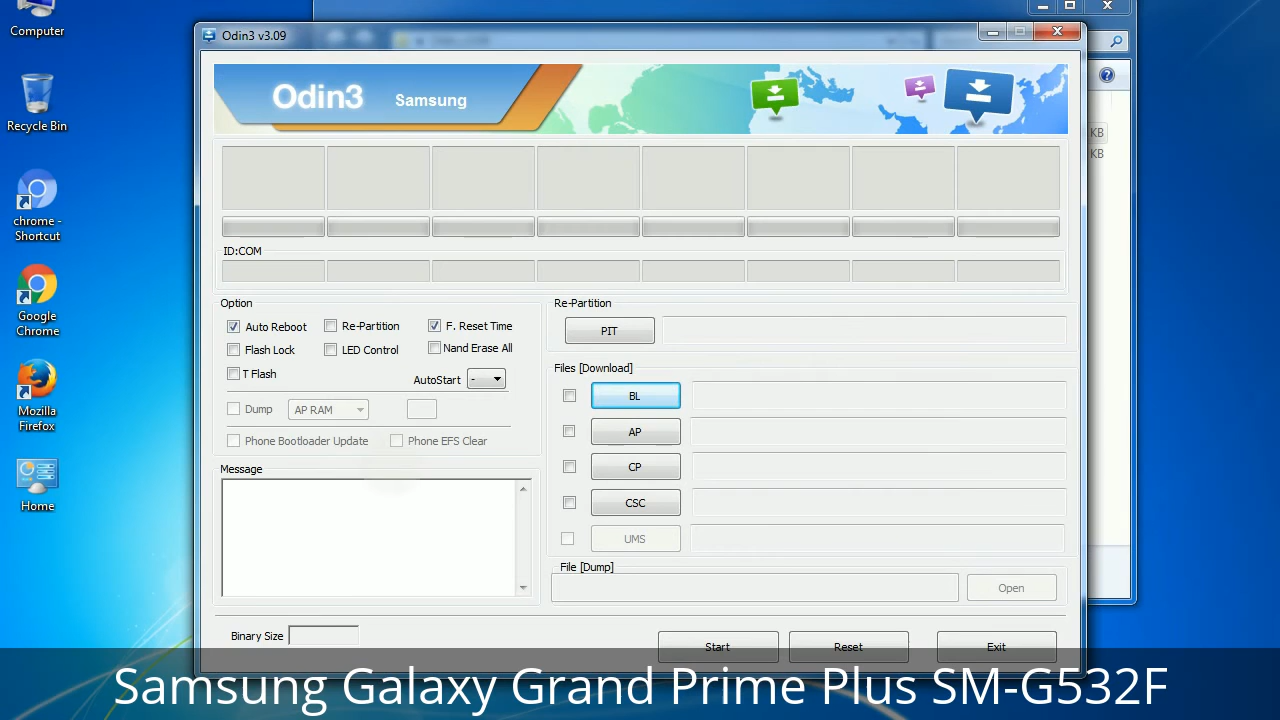 Computer
Recycle Bin
chrome -
Shortcut
Google
Chrome
Mozilla
Firefox
Home
Odin3 v3.09
Odin3 Samsung
ID:COM
Option
Auto Reboot
Re-Partition
F. Reset Time
Flash Lock
LED Control
Nand Erase All
T Flash
AutoStart
-
Dump
AP RAM
Phone Bootloader Update
Phone EFS Clear
Message
Binary Size
Re-Partition
PIT
Files [Download]
BL
AP
CP
CSC
UMS
File [Dump]
Open
Start
Reset
Exit
KB
KB
Samsung Galaxy Grand Prime Plus SM-G532F